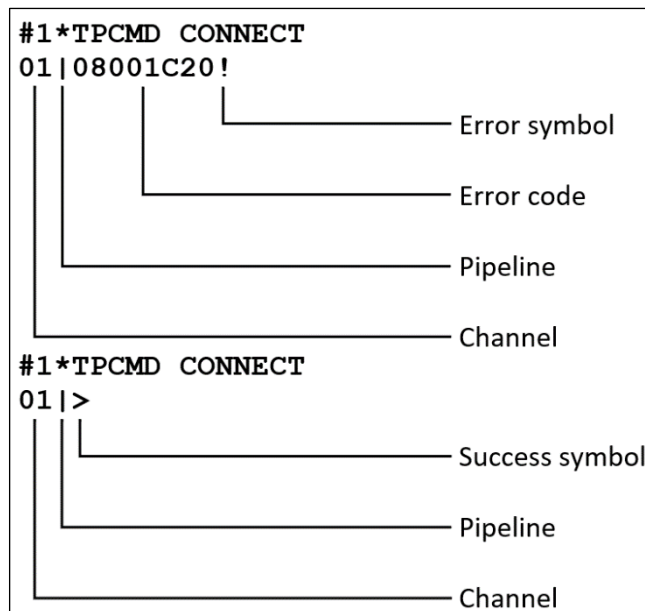 #1*TPCMD CONNECT
01|08001C20!
Error symbol
Error code
Pipeline
Channel
#1*TPCMD CONNECT
01|>
Success symbol
Pipeline
Channel